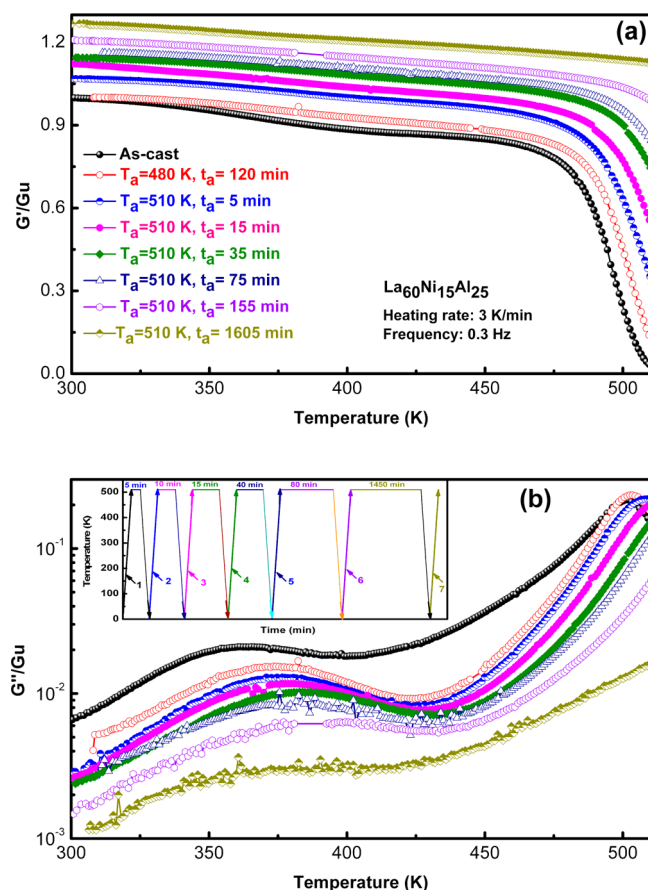 (a)
1.2
0.9
0.6
0.3
0.0
G'/Gu
As-cast
Tₐ=480 K, tₐ= 120 min
Tₐ=510 K, tₐ= 5 min
Tₐ=510 K, tₐ= 15 min
Tₐ=510 K, tₐ= 35 min
Tₐ=510 K, tₐ= 75 min
Tₐ=510 K, tₐ= 155 min
Tₐ=510 K, tₐ= 1605 min
La₆₀Ni₁₅Al₂₅
Heating rate: 3 K/min
Frequency: 0.3 Hz
300 350 400 450 500
Temperature (K)
(b)
5 min 10 min 15 min 40 min 80 min 1450 min
500
400
300
200
100
0
Temperature (K)
1 2 3 4 5 6 7
Time (min)
10⁻¹
10⁻²
10⁻³
G''/Gu
300 350 400 450 500
Temperature (K)